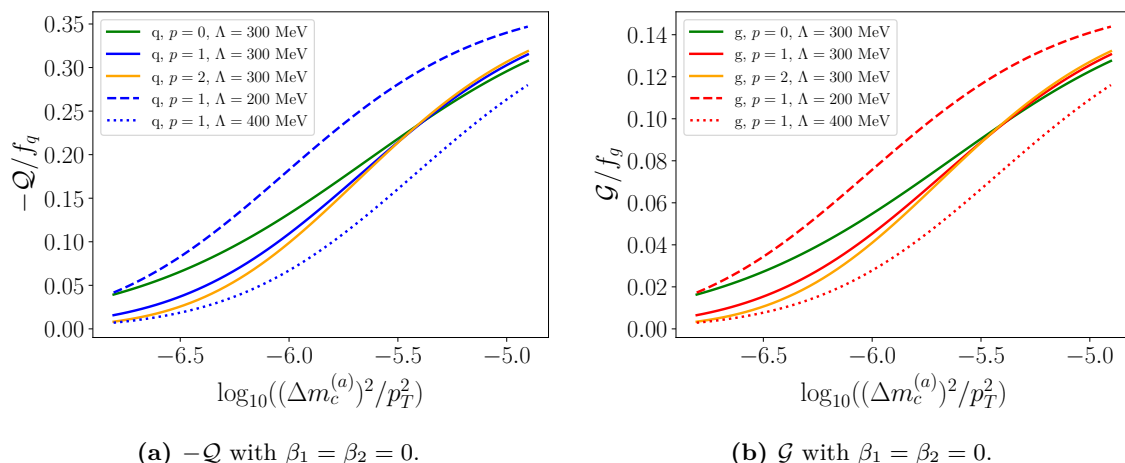 0.35
0.30
0.25
0.20
0.15
0.10
0.05
0.00
−Q/f_q
q, p = 0, Λ = 300 MeV
q, p = 1, Λ = 300 MeV
q, p = 2, Λ = 300 MeV
q, p = 1, Λ = 200 MeV
q, p = 1, Λ = 400 MeV
−6.5 −6.0 −5.5 −5.0
log₁₀((Δm_c^(a))²/p_T²)
(a) −Q with β₁ = β₂ = 0.
0.14
0.12
0.10
0.08
0.06
0.04
0.02
0.00
G/f_g
g, p = 0, Λ = 300 MeV
g, p = 1, Λ = 300 MeV
g, p = 2, Λ = 300 MeV
g, p = 1, Λ = 200 MeV
g, p = 1, Λ = 400 MeV
−6.5 −6.0 −5.5 −5.0
log₁₀((Δm_c^(a))²/p_T²)
(b) G with β₁ = β₂ = 0.